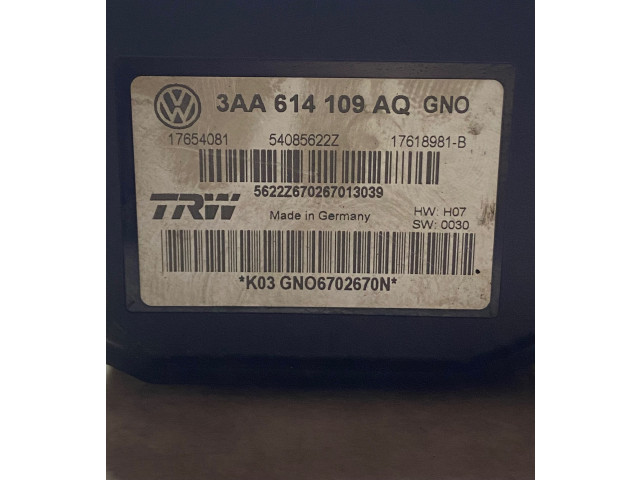 VW 3AA 614 109 AQ GNO
17654081 54085622Z 17618981-B
5622Z670267013039
TRW Made in Germany HW: H07
SW: 0030
*K03 GNO6702670N*